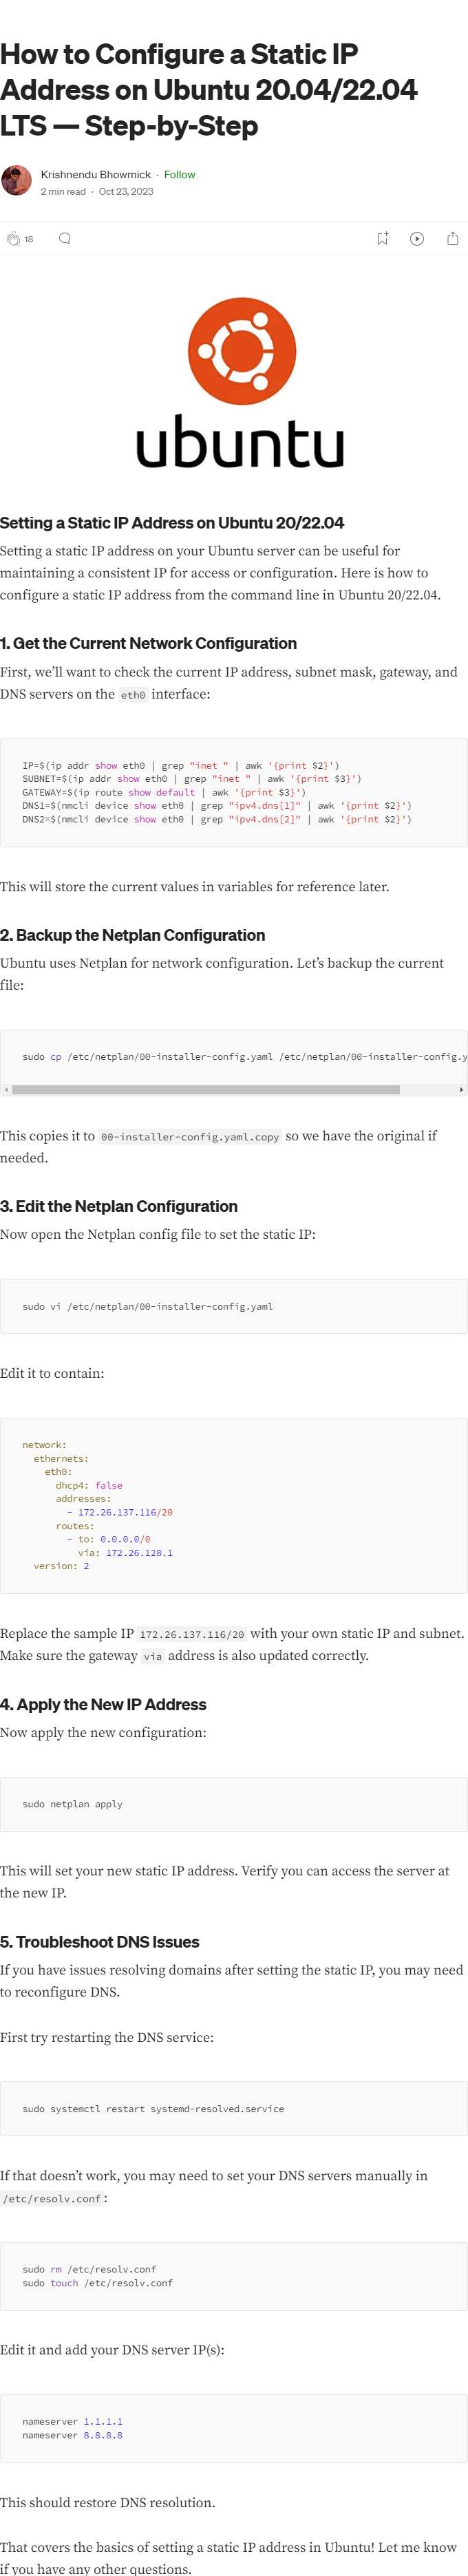 How to Configure a Static IP
Address on Ubuntu 20.04/22.04
LTS — Step-by-Step
Krishnendu Bhowmick · Follow
2 min read · Oct 23, 2023
18
ubuntu
Setting a Static IP Address on Ubuntu 20/22.04
Setting a static IP address on your Ubuntu server can be useful for
maintaining a consistent IP for access or configuration. Here is how to
configure a static IP address from the command line in Ubuntu 20/22.04.
1. Get the Current Network Configuration
First, we’ll want to check the current IP address, subnet mask, gateway, and
DNS servers on the eth0 interface:
IP=$(ip addr show eth0 | grep "inet " | awk '{print $2}')
SUBNET=$(ip addr show eth0 | grep "inet " | awk '{print $3}')
GATEWAY=$(ip route show default | awk '{print $3}')
DNS1=$(nmcli device show eth0 | grep "ipv4.dns[1]" | awk '{print $2}')
DNS2=$(nmcli device show eth0 | grep "ipv4.dns[2]" | awk '{print $2}')
This will store the current values in variables for reference later.
2. Backup the Netplan Configuration
Ubuntu uses Netplan for network configuration. Let’s backup the current
file:
sudo cp /etc/netplan/00-installer-config.yaml /etc/netplan/00-installer-config.y
This copies it to 00-installer-config.yaml.copy so we have the original if
needed.
3. Edit the Netplan Configuration
Now open the Netplan config file to set the static IP:
sudo vi /etc/netplan/00-installer-config.yaml
Edit it to contain:
network:
  ethernets:
    eth0:
      dhcp4: false
      addresses:
        - 172.26.137.116/20
      routes:
        - to: 0.0.0.0/0
          via: 172.26.128.1
  version: 2
Replace the sample IP 172.26.137.116/20 with your own static IP and subnet.
Make sure the gateway via address is also updated correctly.
4. Apply the New IP Address
Now apply the new configuration:
sudo netplan apply
This will set your new static IP address. Verify you can access the server at
the new IP.
5. Troubleshoot DNS Issues
If you have issues resolving domains after setting the static IP, you may need
to reconfigure DNS.
First try restarting the DNS service:
sudo systemctl restart systemd-resolved.service
If that doesn’t work, you may need to set your DNS servers manually in
/etc/resolv.conf:
sudo rm /etc/resolv.conf
sudo touch /etc/resolv.conf
Edit it and add your DNS server IP(s):
nameserver 1.1.1.1
nameserver 8.8.8.8
This should restore DNS resolution.
That covers the basics of setting a static IP address in Ubuntu! Let me know
if you have any other questions.